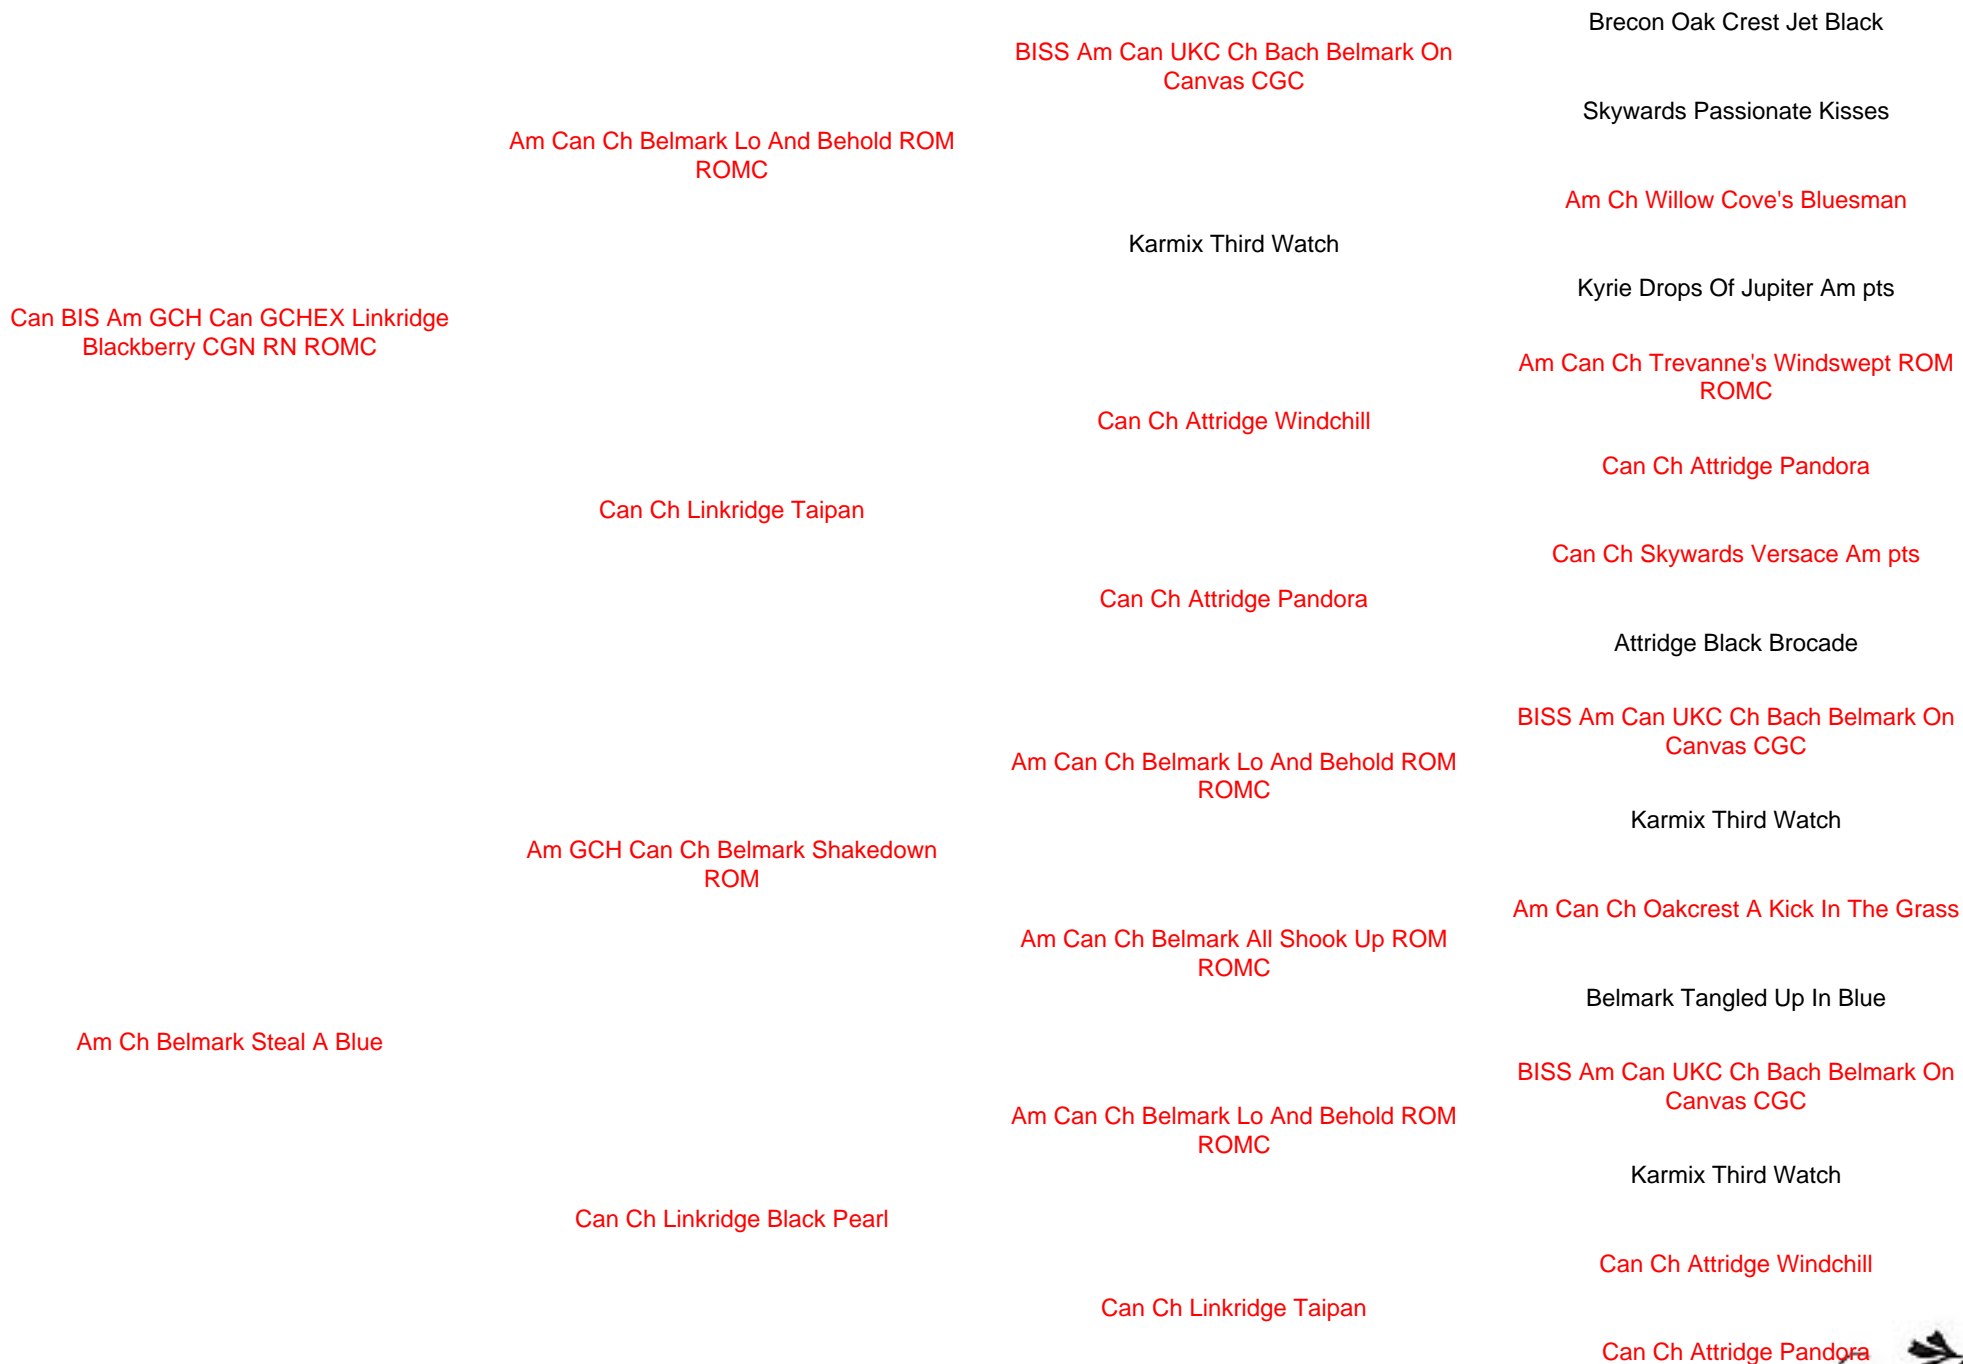 Brecon Oak Crest Jet Black
BISS Am Can UKC Ch Bach Belmark On
Canvas CGC
Skywards Passionate Kisses
Am Can Ch Belmark Lo And Behold ROM
ROMC
Am Ch Willow Cove's Bluesman
Karmix Third Watch
Kyrie Drops Of Jupiter Am pts
Can BIS Am GCH Can GCHEX Linkridge
Blackberry CGN RN ROMC
Am Can Ch Trevanne's Windswept ROM
ROMC
Can Ch Attridge Windchill
Can Ch Attridge Pandora
Can Ch Linkridge Taipan
Can Ch Skywards Versace Am pts
Can Ch Attridge Pandora
Attridge Black Brocade
BISS Am Can UKC Ch Bach Belmark On
Canvas CGC
Am Can Ch Belmark Lo And Behold ROM
ROMC
Karmix Third Watch
Am GCH Can Ch Belmark Shakedown
ROM
Am Can Ch Oakcrest A Kick In The Grass
Am Can Ch Belmark All Shook Up ROM
ROMC
Belmark Tangled Up In Blue
Am Ch Belmark Steal A Blue
BISS Am Can UKC Ch Bach Belmark On
Canvas CGC
Am Can Ch Belmark Lo And Behold ROM
ROMC
Karmix Third Watch
Can Ch Linkridge Black Pearl
Can Ch Attridge Windchill
Can Ch Linkridge Taipan
Can Ch Attridge Pandora